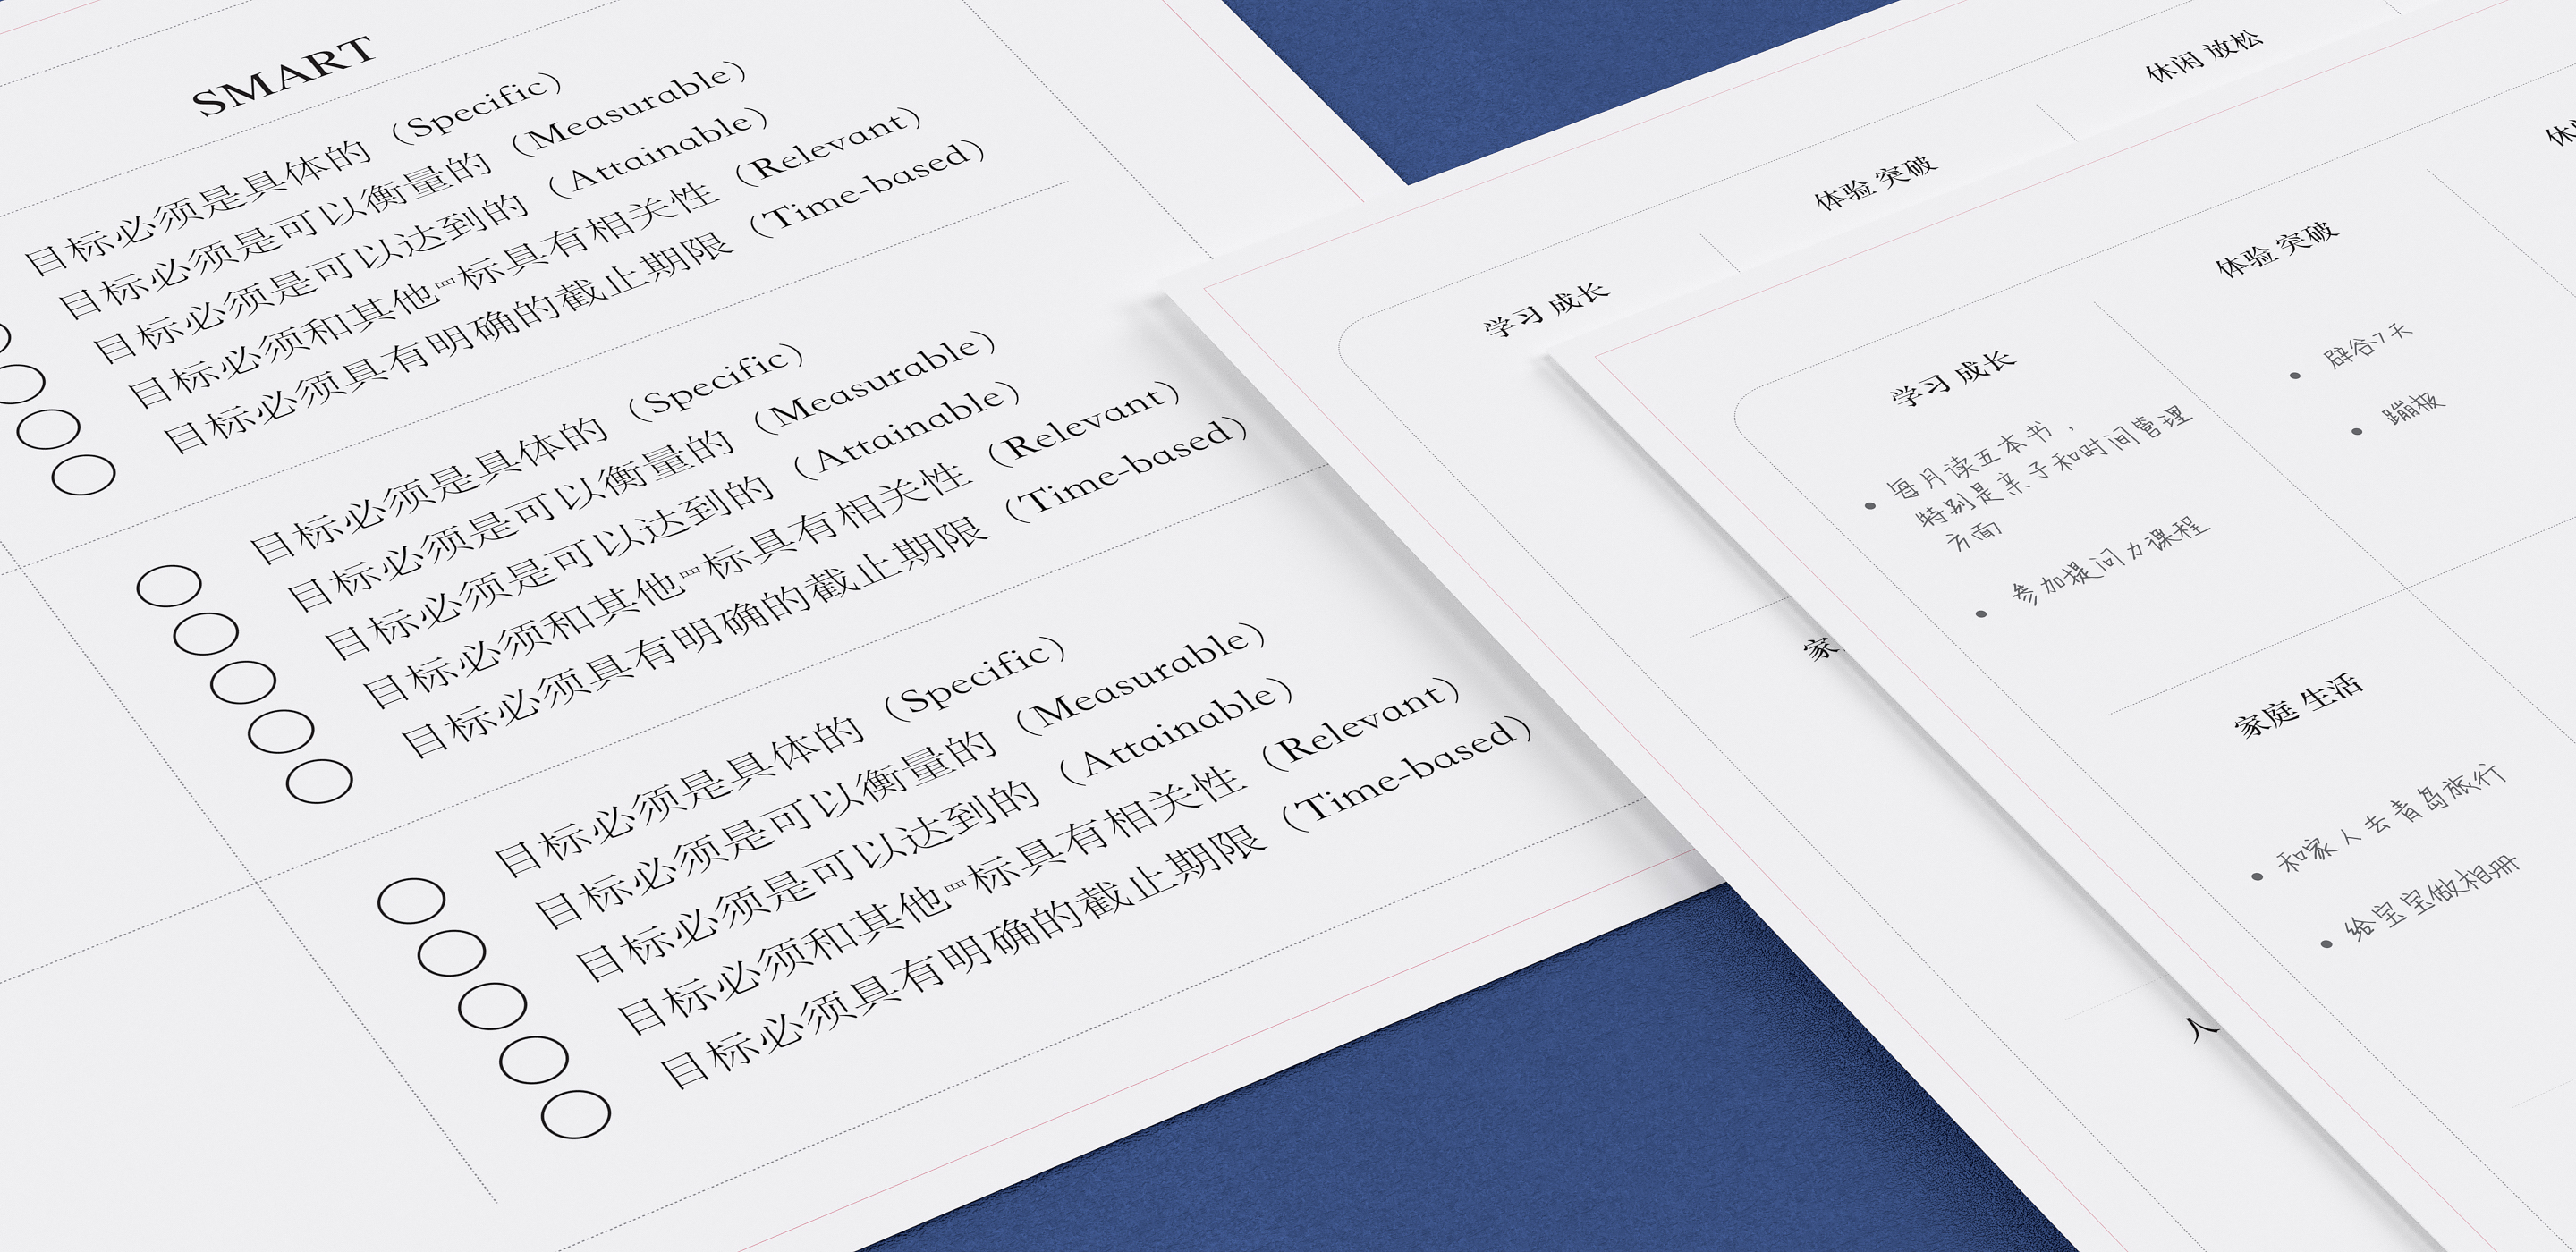 SMART
目标必须是具体的（Specific）
目标必须是可以衡量的（Measurable）
目标必须是可以达到的（Attainable）
目标必须和其他目标具有相关性（Relevant）
目标必须具有明确的截止期限（Time-based）
目标必须是具体的（Specific）
目标必须是可以衡量的（Measurable）
目标必须是可以达到的（Attainable）
目标必须和其他目标具有相关性（Relevant）
目标必须具有明确的截止期限（Time-based）
目标必须是具体的（Specific）
目标必须是可以衡量的（Measurable）
目标必须是可以达到的（Attainable）
目标必须和其他目标具有相关性（Relevant）
目标必须具有明确的截止期限（Time-based）
学习 成长
体验 突破
休闲 放松
家
人
学习 成长
每月读五本书，
特别是亲子和时间管理
方面
参加提问力课程
体验 突破
辟谷7天
蹦极
休
家庭 生活
和家人去青岛旅行
给宝宝做相册